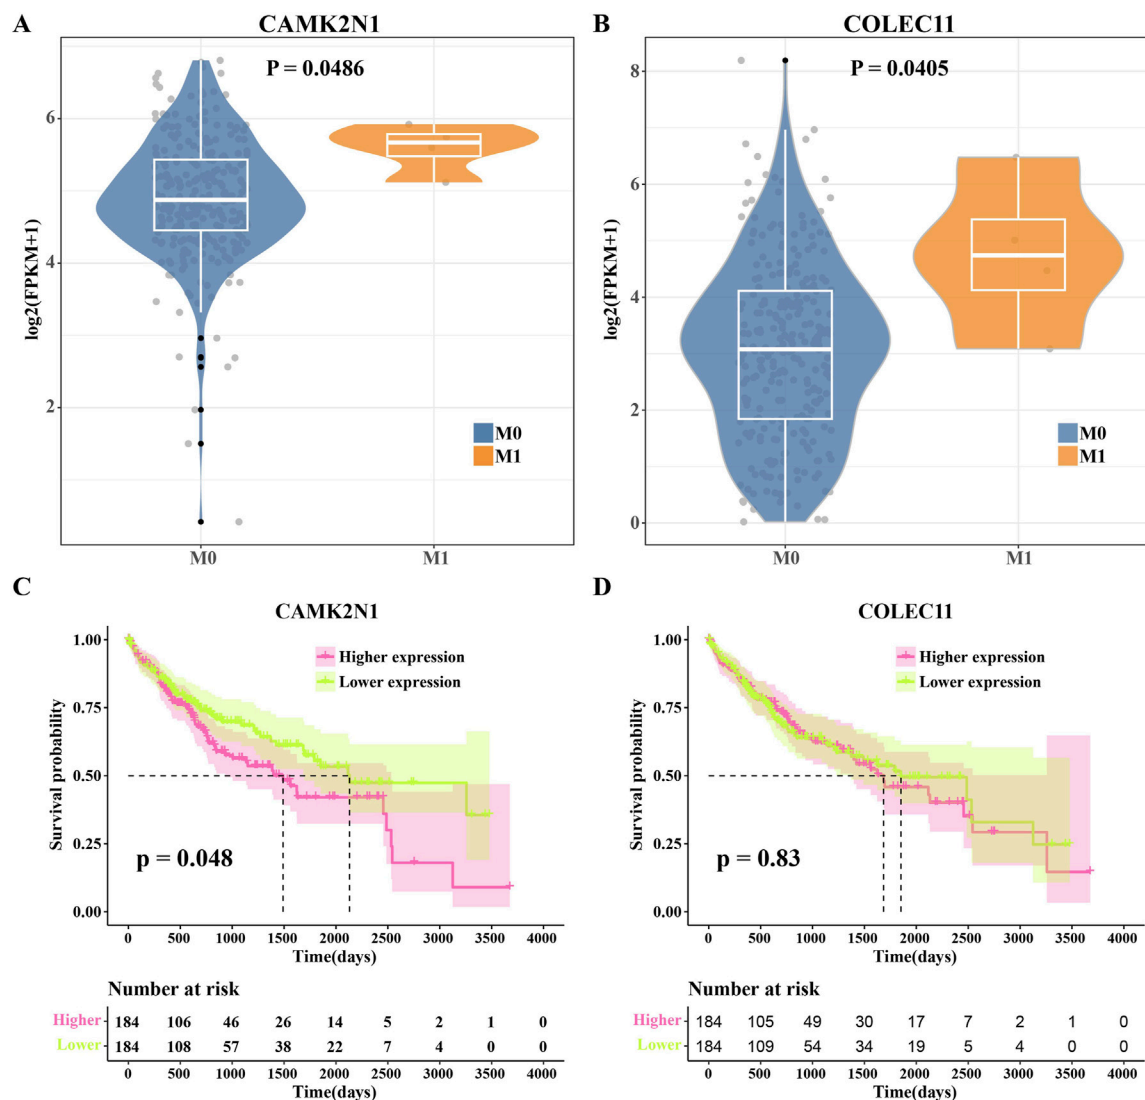 A
CAMK2N1
P = 0.0486
log2(FPKM+1)
6
4
2
M0
M1
M0 M1
B
COLEC11
P = 0.0405
log2(FPKM+1)
8
6
4
2
0
M0
M1
M0 M1
C
CAMK2N1
Higher expression
Lower expression
Survival probability
1.00
0.75
0.50
0.25
0.00
p = 0.048
0 500 1000 1500 2000 2500 3000 3500 4000
Time(days)
Number at risk
Higher 184 106 46 26 14 5 2 1 0
Lower 184 108 57 38 22 7 4 0 0
0 500 1000 1500 2000 2500 3000 3500 4000
Time(days)
D
COLEC11
Higher expression
Lower expression
Survival probability
1.00
0.75
0.50
0.25
0.00
p = 0.83
0 500 1000 1500 2000 2500 3000 3500 4000
Time(days)
Number at risk
Higher 184 105 49 30 17 7 2 1 0
Lower 184 109 54 34 19 5 4 0 0
0 500 1000 1500 2000 2500 3000 3500 4000
Time(days)